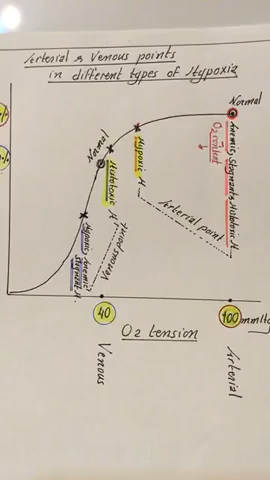 Arterial & Venous points
in different types of Hypoxia
Normal
Anemic, Stagnant & Histotoxic H.
O2 content
Normal
Hypoxic H.
Histotoxic H.
Arterial point
Venous point
Hypoxic, Anemic
Stagnant H.
40
100 mmHg
O2 tension
Venous
Arterial